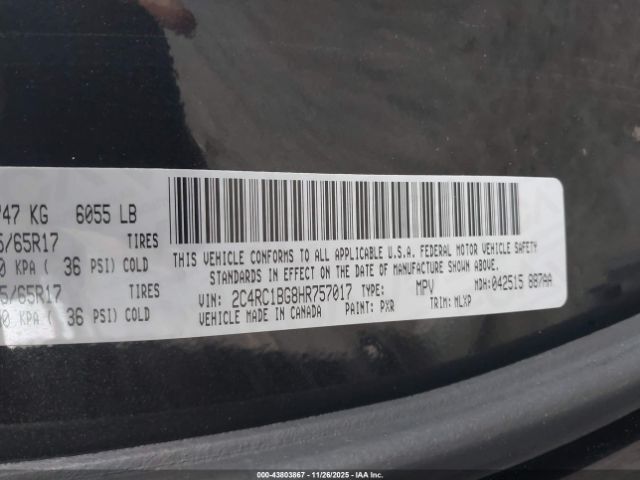 747 KG 6055 LB
/65R17 TIRES
KPA ( 36 PSI) COLD
/65R17 TIRES
KPA ( 36 PSI) COLD
THIS VEHICLE CONFORMS TO ALL APPLICABLE U.S.A. FEDERAL MOTOR VEHICLE SAFETY
STANDARDS IN EFFECT ON THE DATE OF MANUFACTURE SHOWN ABOVE.
VIN: 2C4RC1BG8HR757017 TYPE: MPV MDH: 042515 887AA
VEHICLE MADE IN CANADA PAINT: PXR TRIM: MLXP
© 43803867 11/26/2025 IAA Inc.